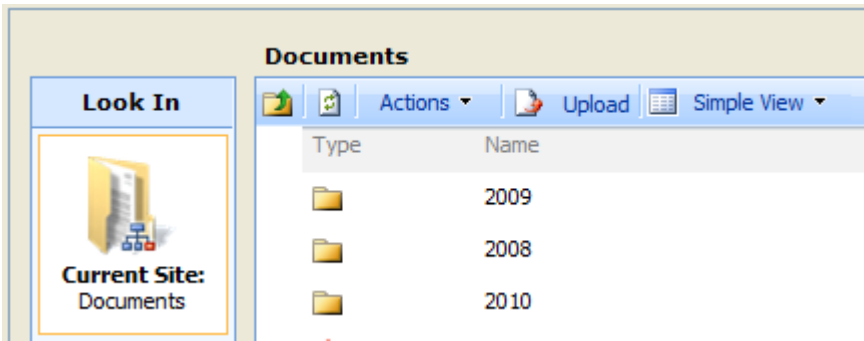 Documents
Look In
Actions Upload Simple View
Type Name
2009
2008
2010
Current Site:
Documents